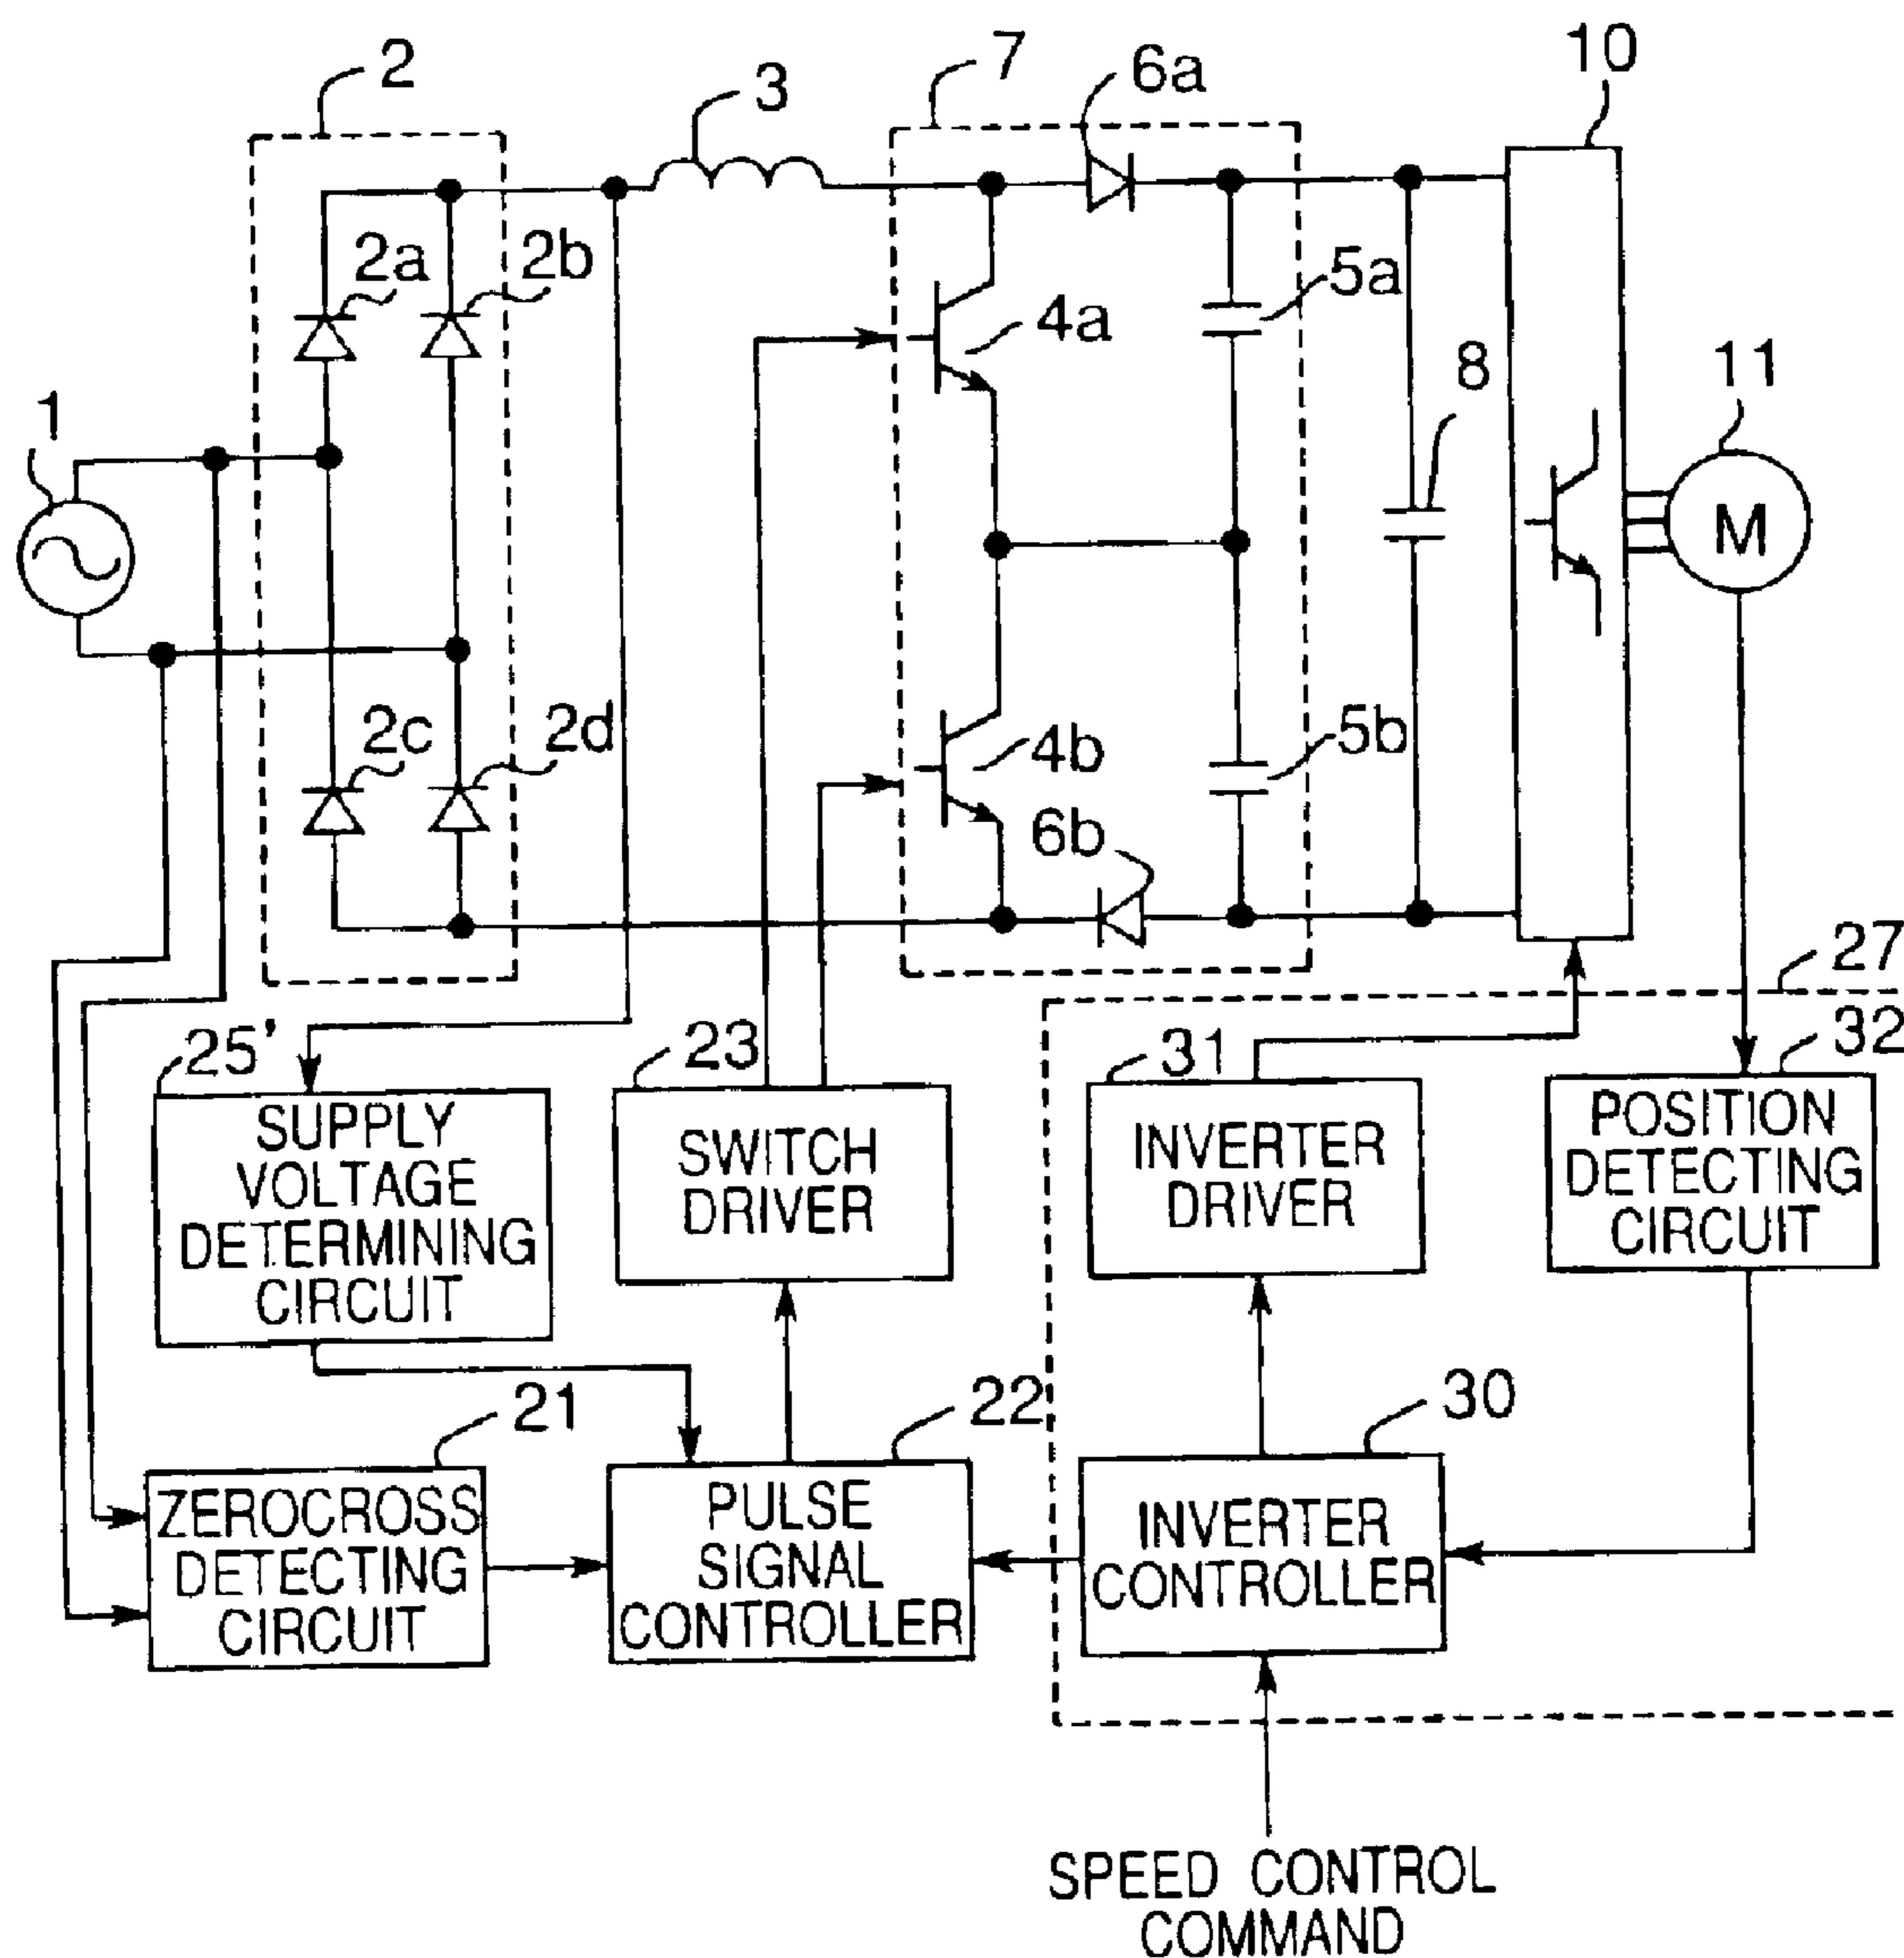 2
3
7
6a
10
2a
2b
5a
4a
8
11
1
M
2c
2d
4b
5b
6b
27
25'
23
31
32
SUPPLY
VOLTAGE
DETERMINING
CIRCUIT
SWITCH
DRIVER
INVERTER
DRIVER
POSITION
DETECTING
CIRCUIT
21
22
30
ZEROCROSS
DETECTING
CIRCUIT
PULSE
SIGNAL
CONTROLLER
INVERTER
CONTROLLER
SPEED CONTROL
COMMAND